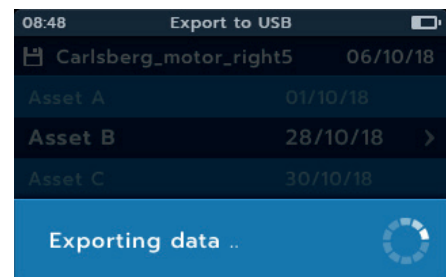 08:48 Export to USB
Carlsberg_motor_right5 06/10/18
Asset A 01/10/18
Asset B 28/10/18 >
Asset C 30/10/18
Exporting data ..